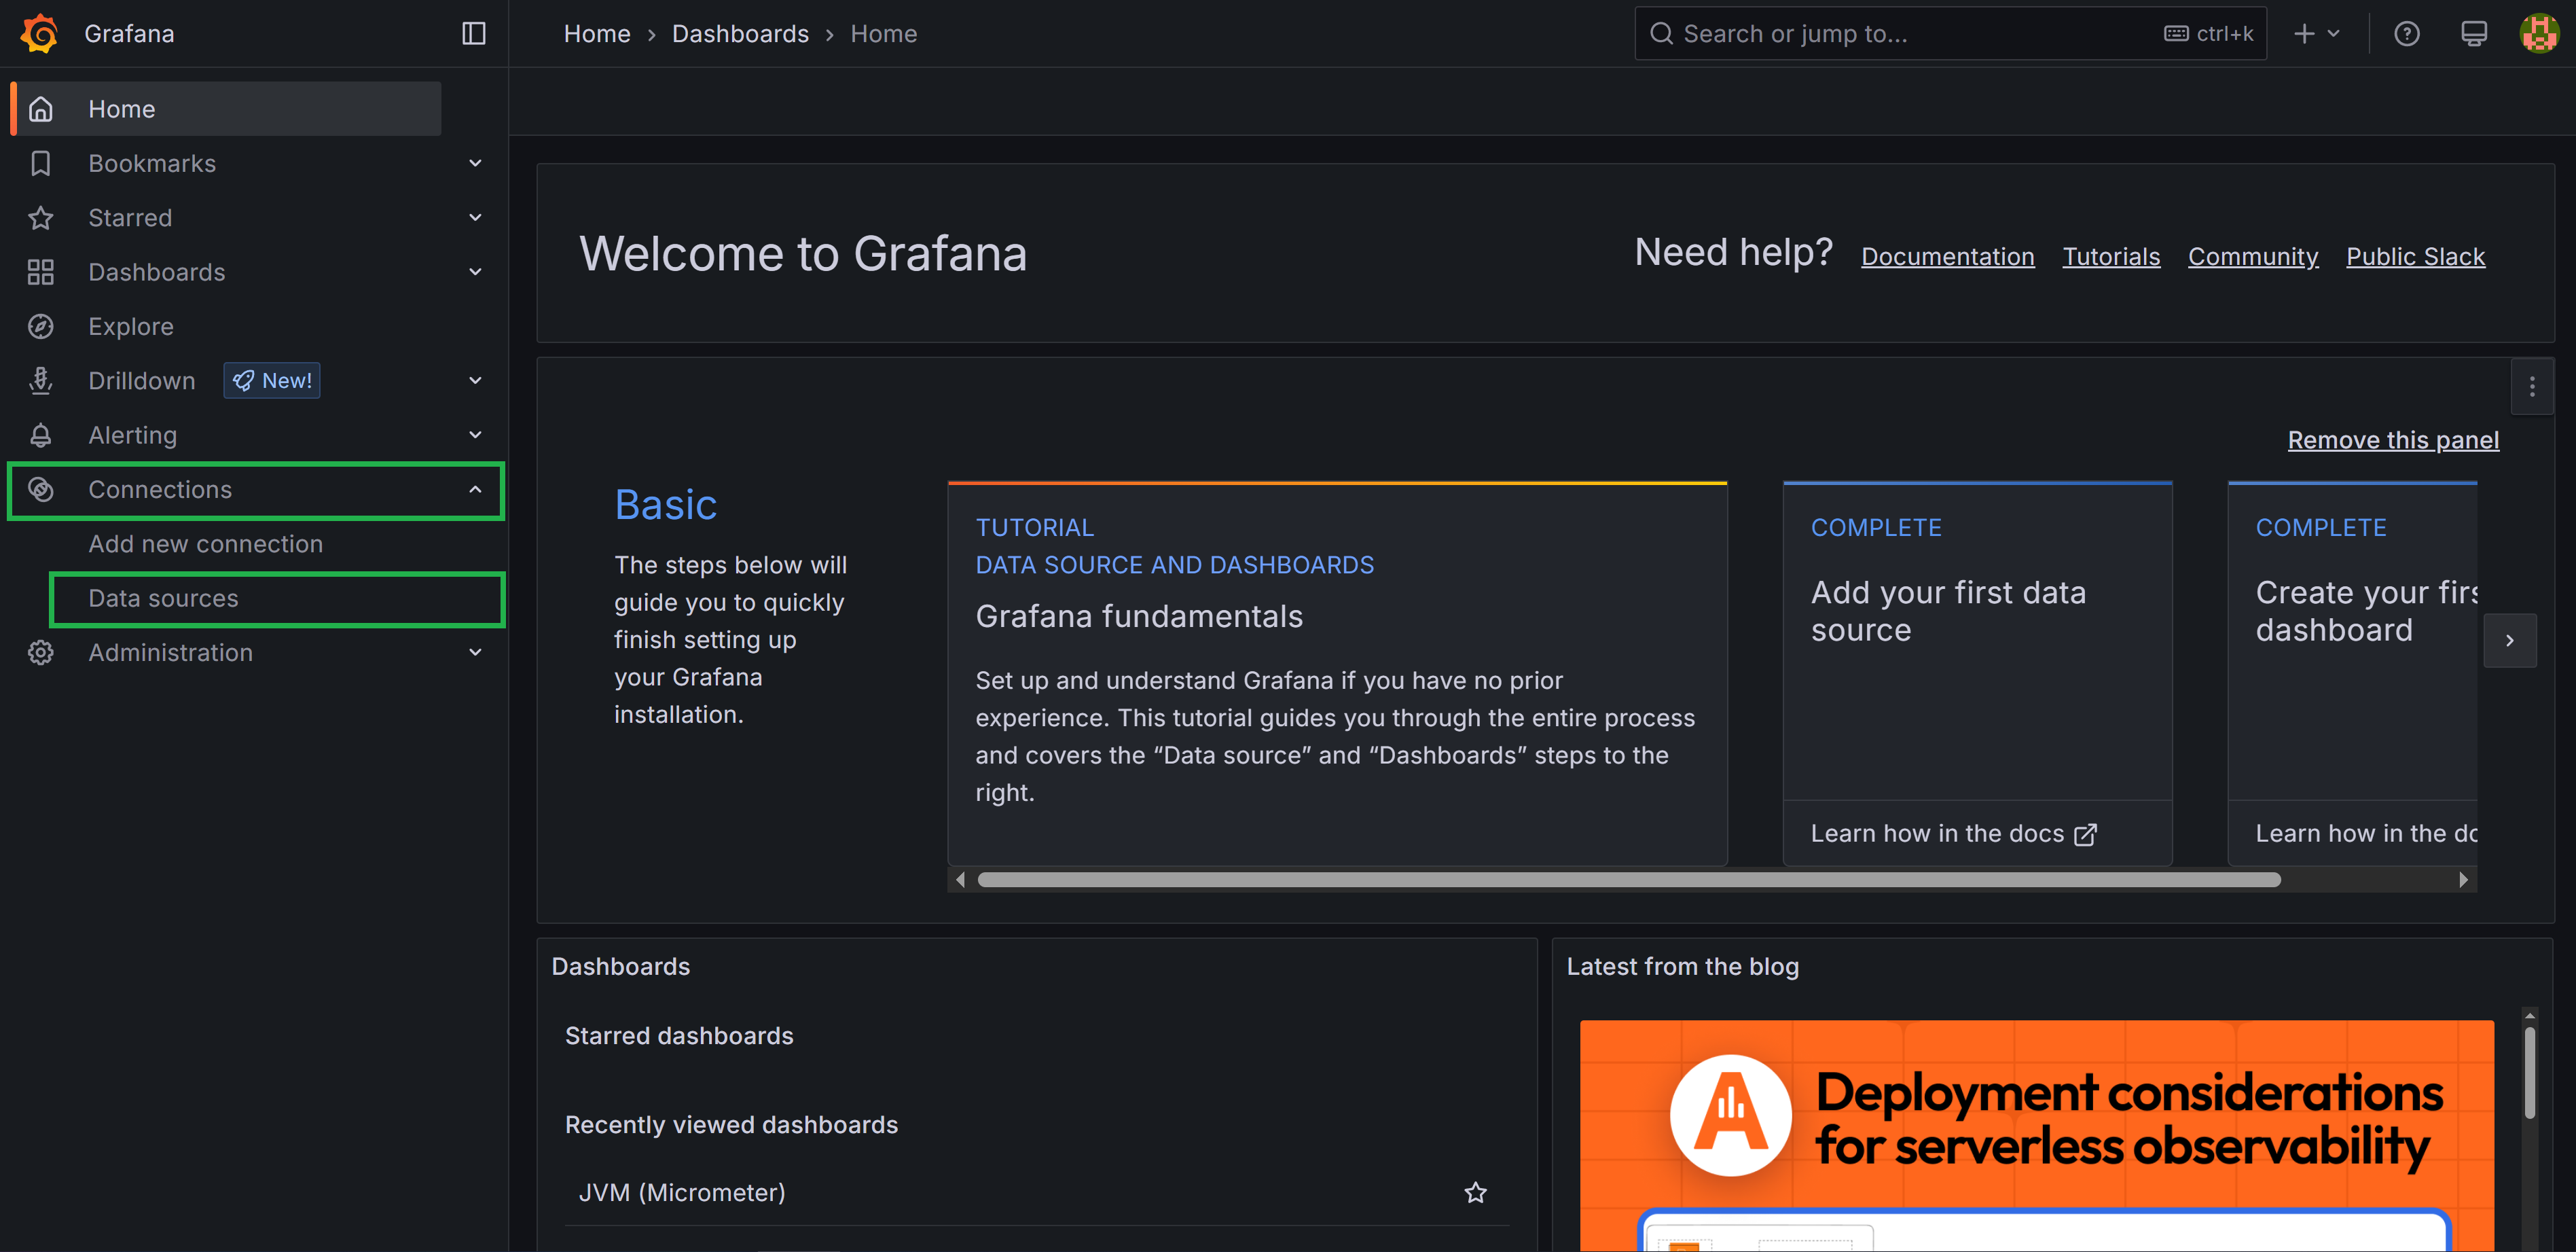 Grafana
Home › Dashboards › Home
Search or jump to...
ctrl+k
Home
Bookmarks
Starred
Dashboards
Explore
Drilldown
New!
Alerting
Connections
Add new connection
Data sources
Administration
Welcome to Grafana
Need help?
Documentation
Tutorials
Community
Public Slack
Remove this panel
Basic
The steps below will
guide you to quickly
finish setting up
your Grafana
installation.
TUTORIAL
DATA SOURCE AND DASHBOARDS
Grafana fundamentals
Set up and understand Grafana if you have no prior
experience. This tutorial guides you through the entire process
and covers the “Data source” and “Dashboards” steps to the
right.
COMPLETE
Add your first data
source
Learn how in the docs
COMPLETE
Create your firs
dashboard
Learn how in the do
Dashboards
Starred dashboards
Recently viewed dashboards
JVM (Micrometer)
Latest from the blog
Deployment considerations
for serverless observability